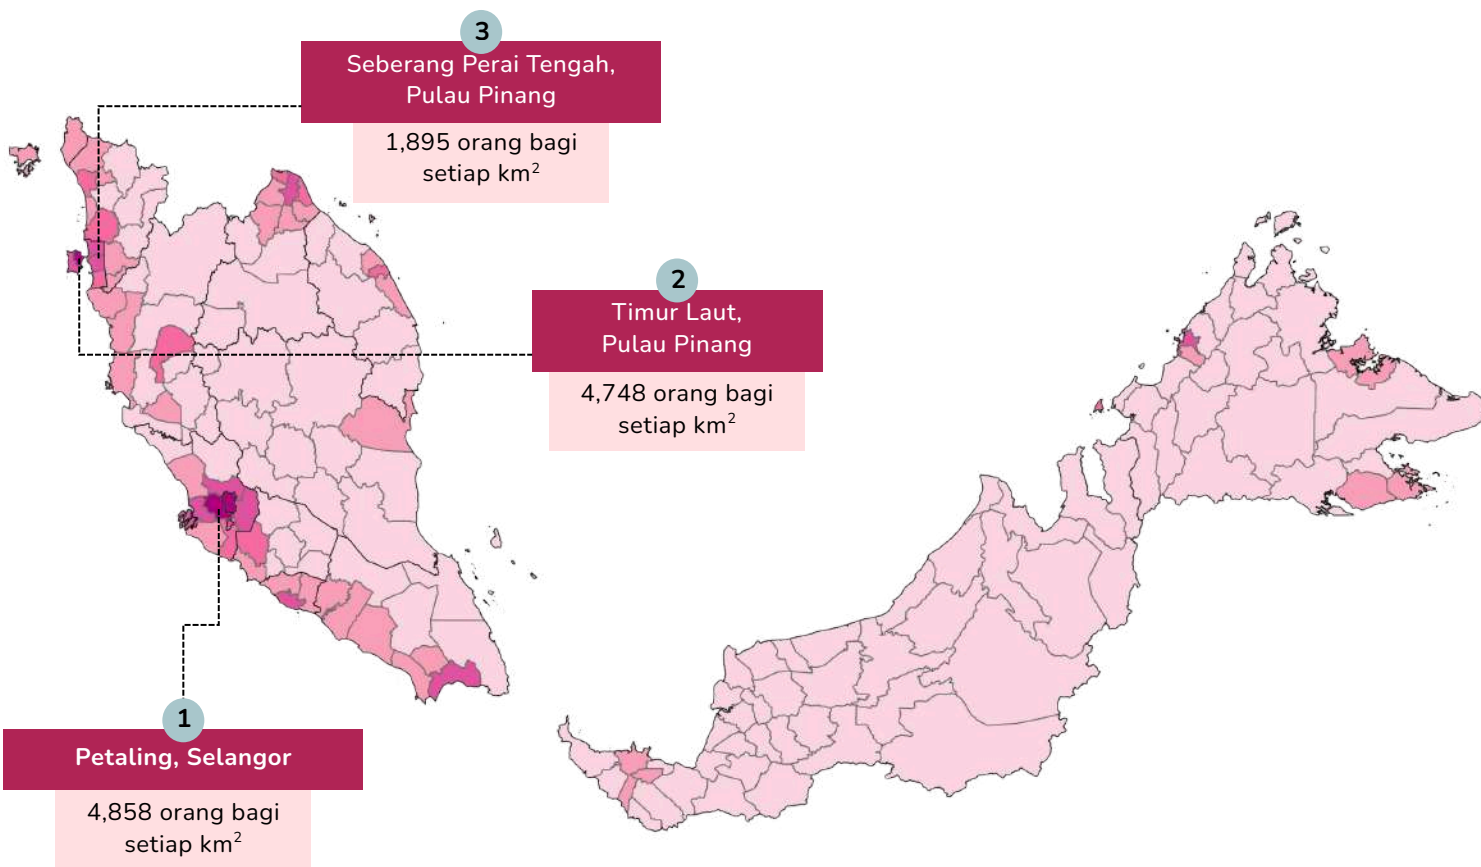 3
Seberang Perai Tengah,
Pulau Pinang
1,895 orang bagi
setiap km²
2
Timur Laut,
Pulau Pinang
4,748 orang bagi
setiap km²
1
Petaling, Selangor
4,858 orang bagi
setiap km²